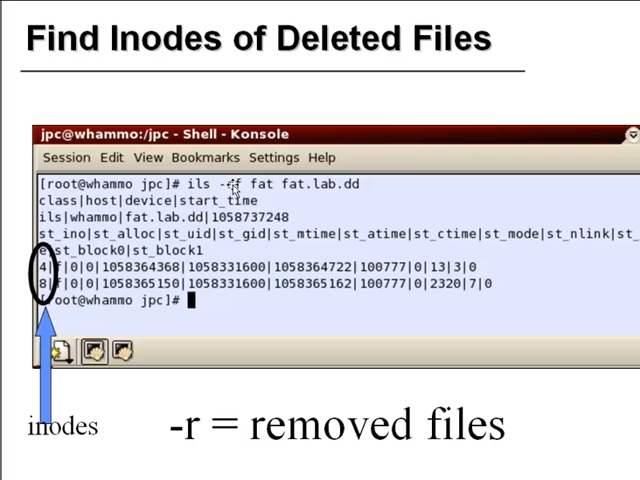 Find Inodes of Deleted Files
jpc@whammo:/jpc - Shell - Konsole
Session Edit View Bookmarks Settings Help
[root@whammo jpc]# ils fat fat.lab.dd
class|host|device|start_time
ils|whammo|fat.lab.dd|1058737248
st_ino|st_alloc|st_uid|st_gid|st_mtime|st_atime|st_ctime|st_mode|st_nlink|st_
e|st_block0|st_block1
4|f|0|0|1058364368|1058331600|1058364722|100777|0|13|3|0
8|f|0|0|1058365150|1058331600|1058365162|100777|0|2320|7|0
[root@whammo jpc]#
inodes
-r = removed files